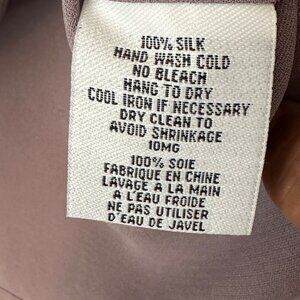 100% SILK
HAND WASH COLD
NO BLEACH
HANG TO DRY
COOL IRON IF NECESSARY
DRY CLEAN TO
AVOID SHRINKAGE
10MG
100% SOIE
FABRIQUE EN CHINE
LAVAGE A LA MAIN
A L'EAU FROIDE
NE PAS UTILISER
D'EAU DE JAVEL